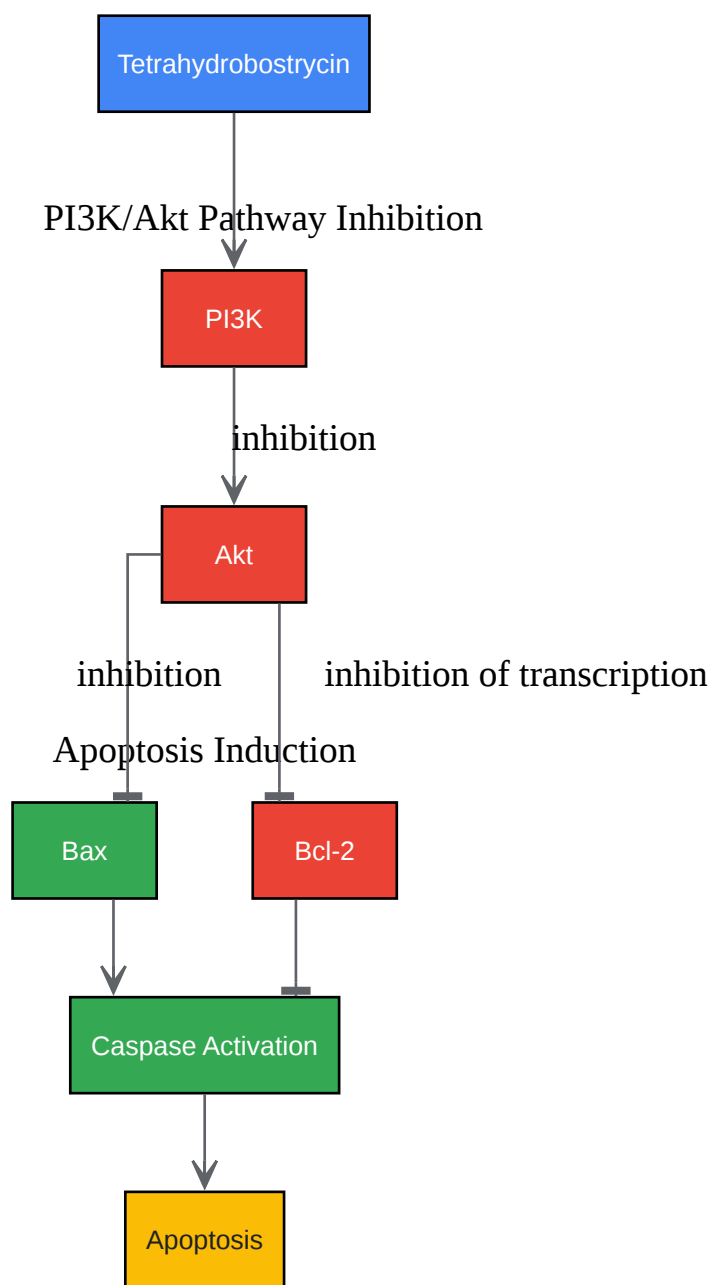 Tetrahydrobostrycin
PI3K/Akt Pathway Inhibition
PI3K
inhibition
Akt
inhibition
inhibition of transcription
Apoptosis Induction
Bax
Bcl-2
Caspase Activation
Apoptosis